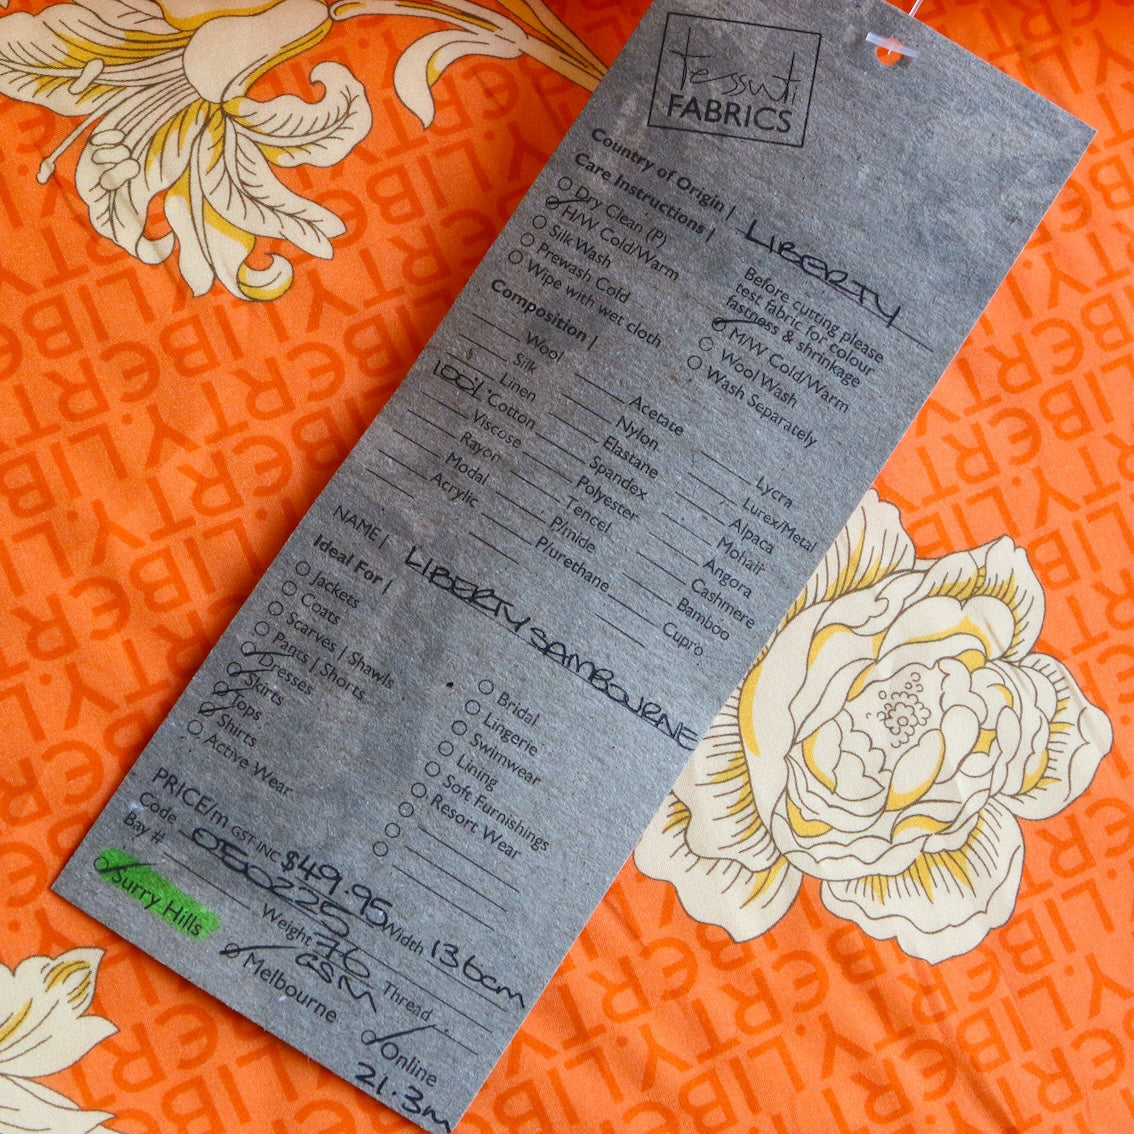 tessuti
FABRICS
Country of Origin | LIBERTY
Care Instructions |
Dry Clean (P)
H/W Cold/Warm
Silk Wash
Prewash Cold
Wipe with wet cloth
Before cutting please
test fabric for colour
fastness & shrinkage
M/W Cold/Warm
Wool Wash
Wash Separately
Composition |
Wool
Silk
Linen
100% Cotton
Viscose
Rayon
Modal
Acrylic
Acetate
Nylon
Elastane
Spandex
Polyester
Tencel
P/mide
P/urethane
Lycra
Lurex/Metal
Alpaca
Mohair
Angora
Cashmere
Bamboo
Cupro
NAME | LIBERTY SAMBOURNE
Ideal For |
Jackets
Coats
Scarves | Shawls
Pants | Shorts
Dresses
Skirts
Tops
Shirts
Active Wear
Bridal
Lingerie
Swimwear
Lining
Soft Furnishings
Resort Wear
PRICE/m GST INC $49.95 Width 136cm
Code 050225
Bay # Weight 76 GSM Thread
Surry Hills
Melbourne
Online
21.3m
LIBERTY.LIBERTY.LIBERTY